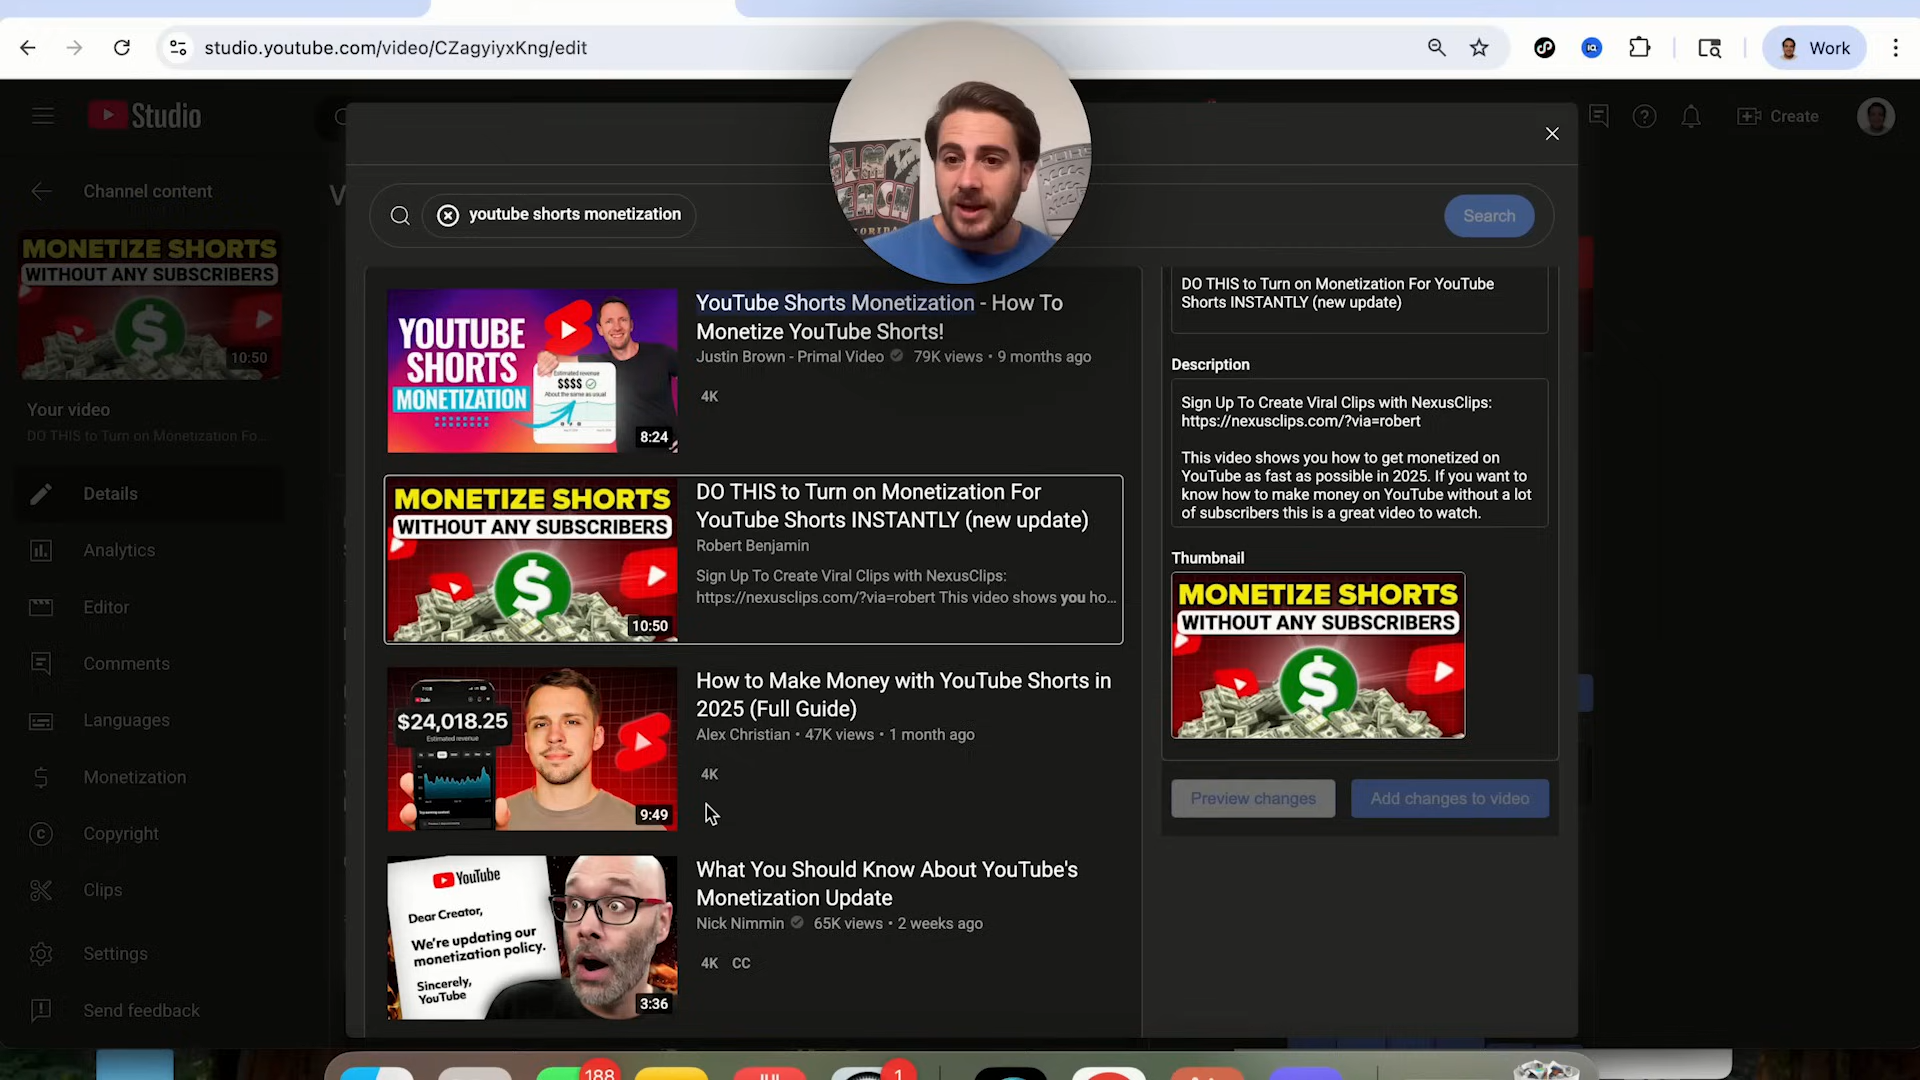 studio.youtube.com/video/CZagyiyxKng/edit
Work
Studio
Create
Channel content
youtube shorts monetization
Search
MONETIZE SHORTS
WITHOUT ANY SUBSCRIBERS
$
10:50
Your video
DO THIS to Turn on Monetization Fo...
Details
Analytics
Editor
Comments
Languages
Monetization
Copyright
Clips
Settings
Send feedback
YOUTUBE
SHORTS
MONETIZATION
Estimated revenue
$$$$
About the same as usual
8:24
YouTube Shorts Monetization - How To
Monetize YouTube Shorts!
Justin Brown - Primal Video 79K views • 9 months ago
4K
MONETIZE SHORTS
WITHOUT ANY SUBSCRIBERS
$
10:50
DO THIS to Turn on Monetization For
YouTube Shorts INSTANTLY (new update)
Robert Benjamin
Sign Up To Create Viral Clips with NexusClips:
https://nexusclips.com/?via=robert This video shows you ho...
$24,018.25
Estimated revenue
9:49
How to Make Money with YouTube Shorts in
2025 (Full Guide)
Alex Christian • 47K views • 1 month ago
4K
YouTube
Dear Creator,
We're updating our
monetization policy.
Sincerely,
YouTube
3:36
What You Should Know About YouTube's
Monetization Update
Nick Nimmin 65K views • 2 weeks ago
4K CC
DO THIS to Turn on Monetization For YouTube
Shorts INSTANTLY (new update)
Description
Sign Up To Create Viral Clips with NexusClips:
https://nexusclips.com/?via=robert
This video shows you how to get monetized on
YouTube as fast as possible in 2025. If you want to
know how to make money on YouTube without a lot
of subscribers this is a great video to watch.
Thumbnail
MONETIZE SHORTS
WITHOUT ANY SUBSCRIBERS
$
Preview changes
Add changes to video
188
1